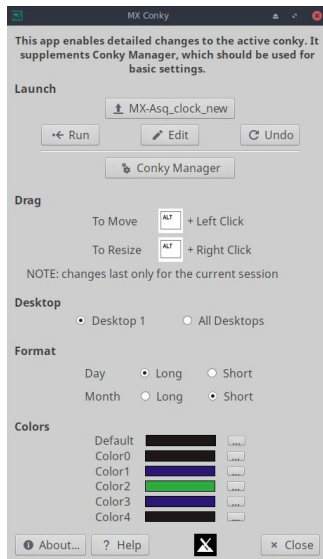 MX Conky
This app enables detailed changes to the active conky. It
supplements Conky Manager, which should be used for
basic settings.
Launch
MX-Asq_clock_new
Run Edit Undo
Conky Manager
Drag
To Move ALT + Left Click
To Resize ALT + Right Click
NOTE: changes last only for the current session
Desktop
Desktop 1 All Desktops
Format
Day Long Short
Month Long Short
Colors
Default ...
Color0 ...
Color1 ...
Color2 ...
Color3 ...
Color4 ...
About... ? Help Close